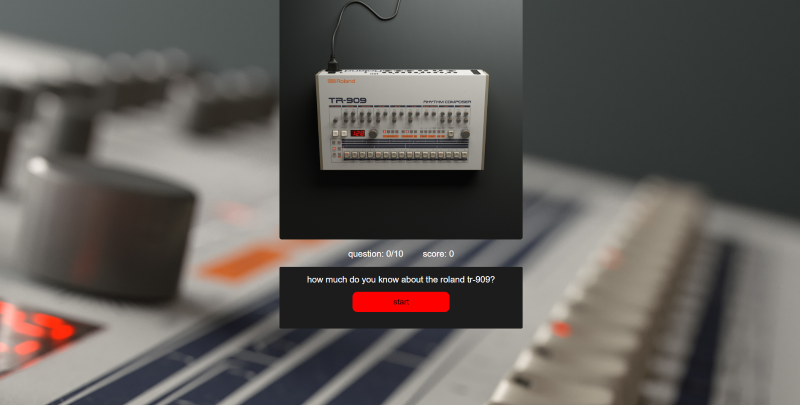 Roland
TR-909
RHYTHM COMPOSER
question: 0/10
score: 0
how much do you know about the roland tr-909?
start